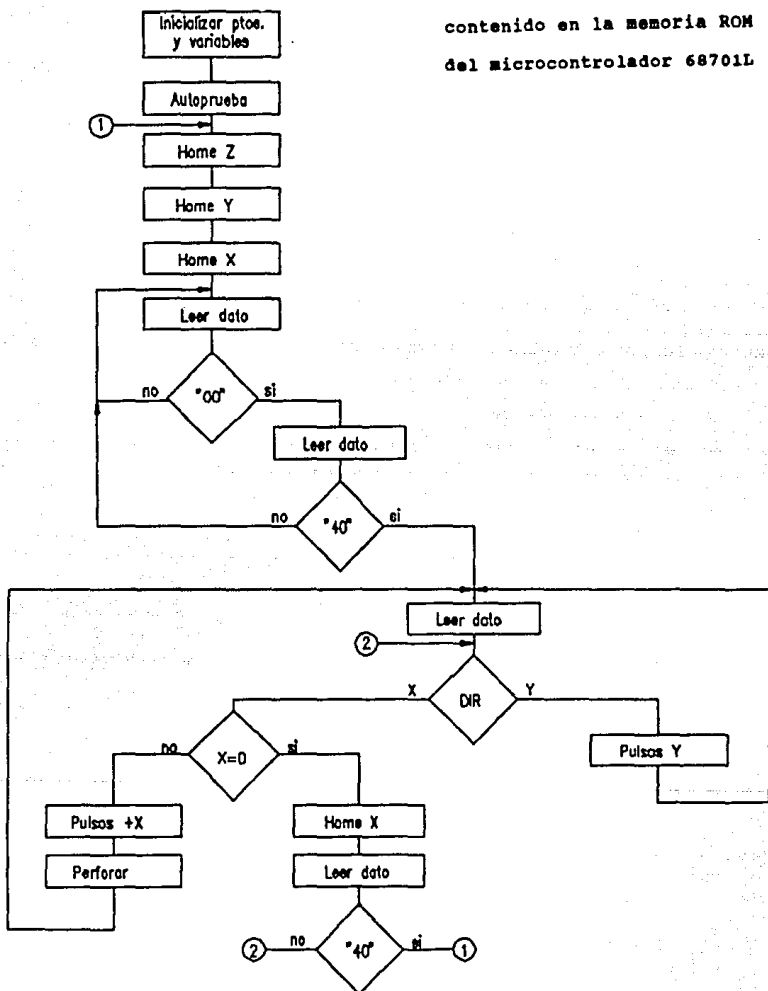 contenido en la memoria ROM
del microcontrolador 68701L
Inicializar ptos.
y variables
Autoprueba
1
Home Z
Home Y
Home X
Leer dato
no
"00"
si
Leer dato
no
"40"
si
Leer dato
2
X
DIR
Y
no
X=0
si
Pulsos Y
Pulsos +X
Home X
Perforar
Leer dato
2
no
"40"
si
1